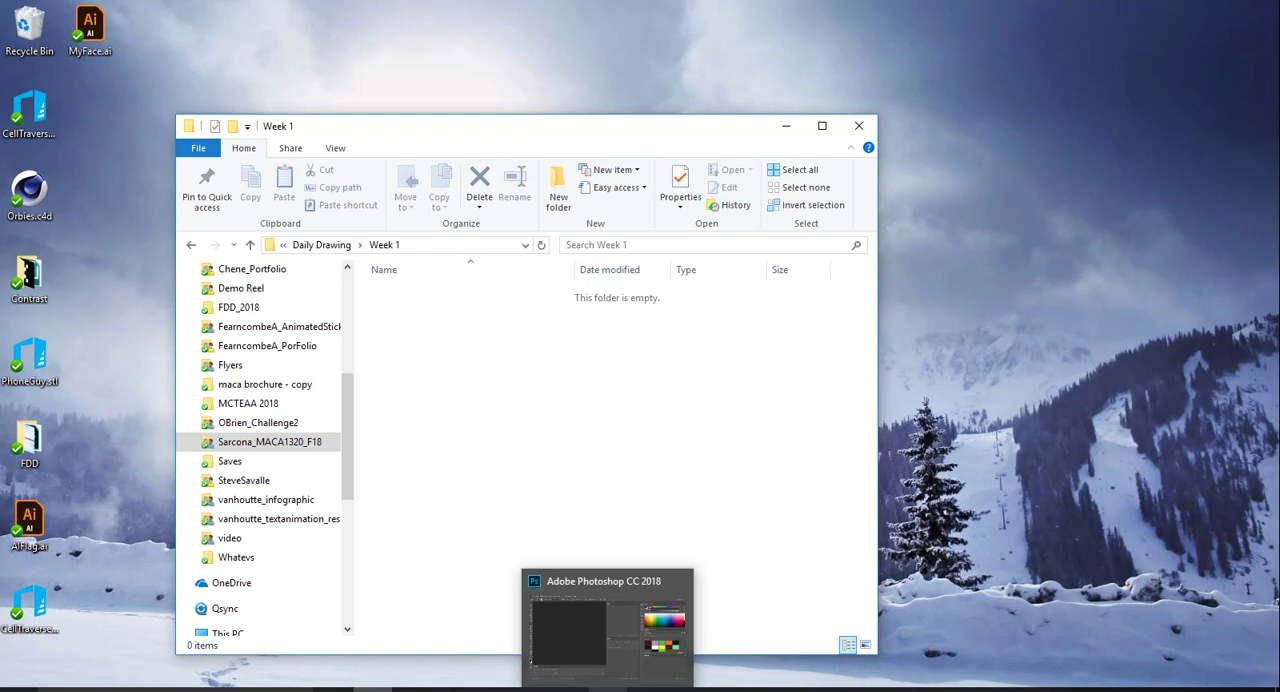 Recycle Bin
MyFace.ai
CellTravers...
Orbies.c4d
Contrast
PhoneGuy.stl
FDD
AiFlag.ai
CellTraverse...
Ai
AI
Ai
AI
Week 1
File Home Share View
Pin to Quick access
Copy
Paste
Cut
Copy path
Paste shortcut
Clipboard
Move to
Copy to
Delete
Rename
Organize
New folder
New item
Easy access
New
Properties
Open
Edit
History
Open
Select all
Select none
Invert selection
Select
« Daily Drawing › Week 1
Search Week 1
Name Date modified Type Size
This folder is empty.
Chene_Portfolio
Demo Reel
FDD_2018
FearncombeA_AnimatedStick
FearncombeA_PorFolio
Flyers
maca brochure - copy
MCTEAA 2018
OBrien_Challenge2
Sarcona_MACA1320_F18
Saves
SteveSavalle
vanhoutte_infographic
vanhoutte_textanimation_res
video
Whatevs
OneDrive
Qsync
This PC
0 items
Ps Adobe Photoshop CC 2018